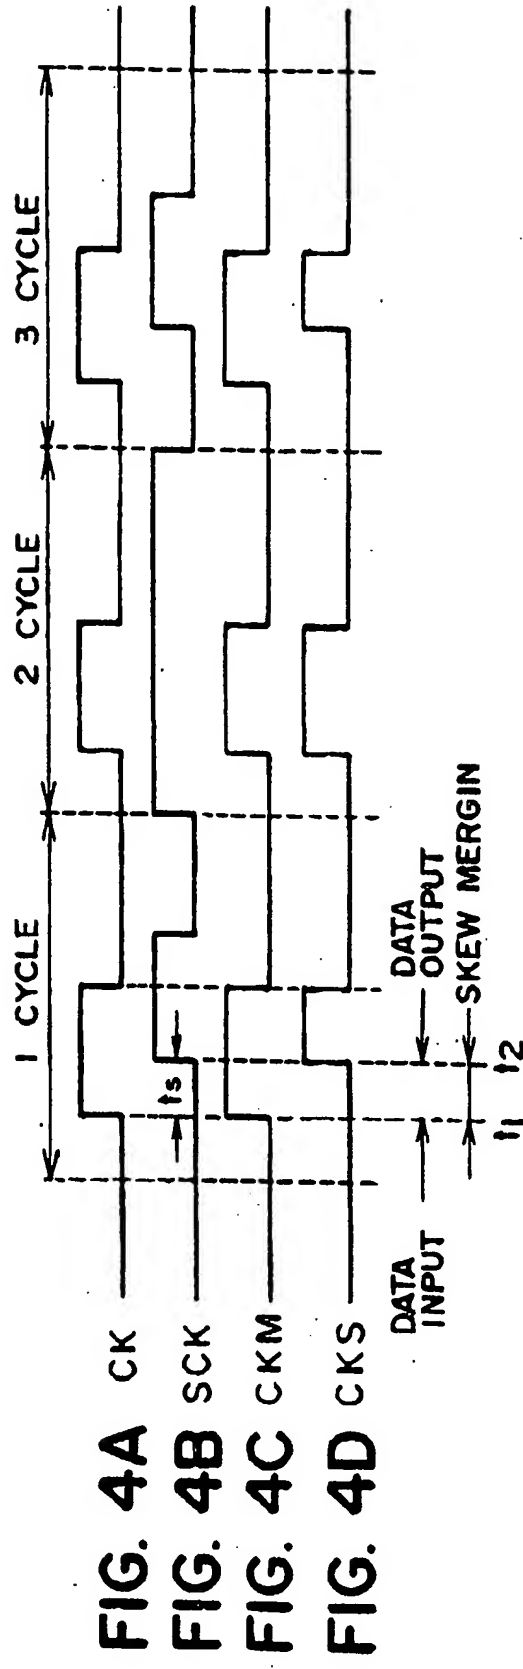 1 CYCLE
2 CYCLE
3 CYCLE
FIG. 4A CK
FIG. 4B SCK
ts
FIG. 4C CKM
FIG. 4D CKS
DATA
INPUT
DATA
OUTPUT
SKEW MERGIN
t1
t2